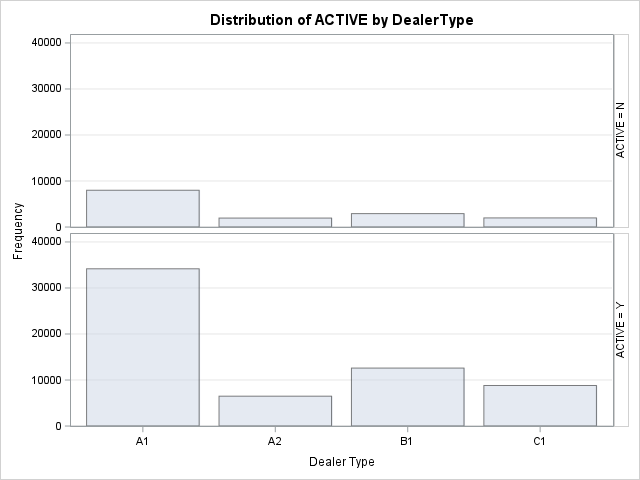 Distribution of ACTIVE by DealerType
40000
30000
20000
10000
0
ACTIVE = N
Frequency
40000
30000
20000
10000
0
ACTIVE = Y
A1 A2 B1 C1
Dealer Type